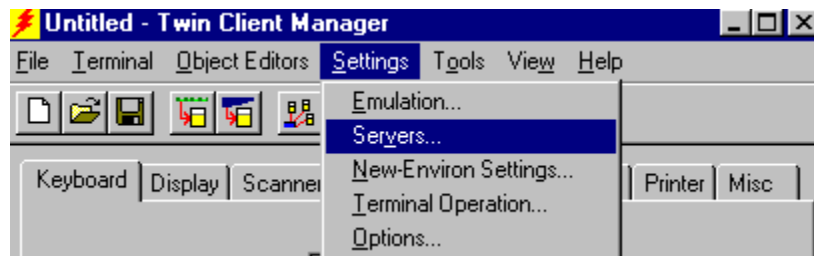 Untitled - Twin Client Manager
File Terminal Object Editors Settings Tools View Help
Emulation...
Servers...
New-Environ Settings...
Terminal Operation...
Options...
Keyboard Display Scanner Printer Misc